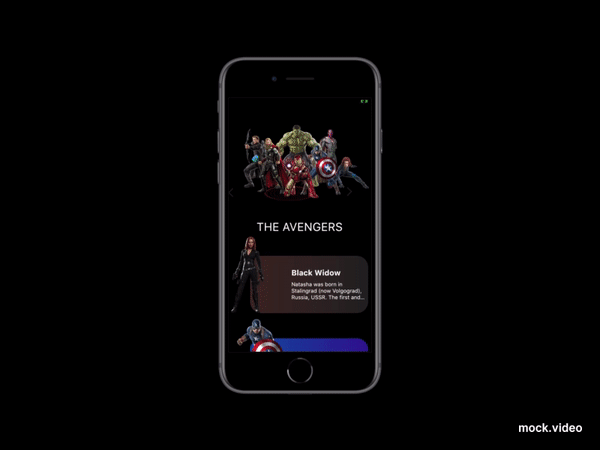 THE AVENGERS
Black Widow
Natasha was born in
Stalingrad (now Volgograd),
Russia, USSR. The first and...
mock.video